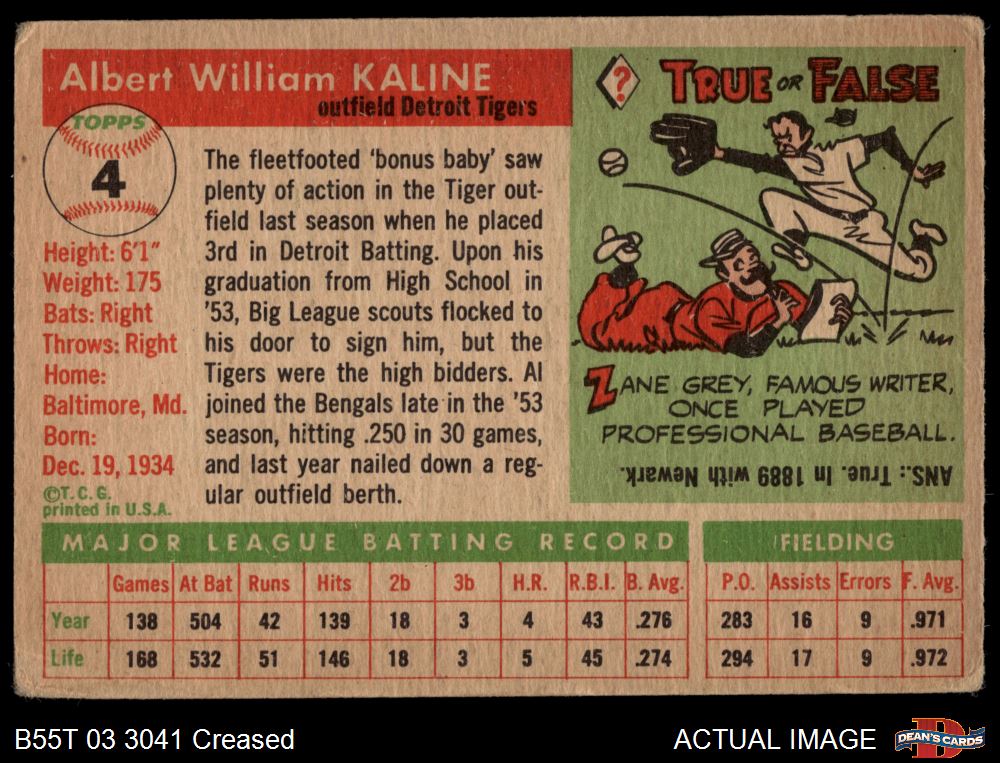 Albert William KALINE
outfield Detroit Tigers
TOPPS
4
Height: 6'1"
Weight: 175
Bats: Right
Throws: Right
Home:
Baltimore, Md.
Born:
Dec. 19, 1934
©T.C.G.
printed in U.S.A.
The fleetfooted 'bonus baby' saw
plenty of action in the Tiger out-
field last season when he placed
3rd in Detroit Batting. Upon his
graduation from High School in
'53, Big League scouts flocked to
his door to sign him, but the
Tigers were the high bidders. Al
joined the Bengals late in the '53
season, hitting .250 in 30 games,
and last year nailed down a reg-
ular outfield berth.
? TRUE OR FALSE
ZANE GREY, FAMOUS WRITER,
ONCE PLAYED
PROFESSIONAL BASEBALL.
ANS.: True. In 1889 with Newark.
MAJOR LEAGUE BATTING RECORD
Games At Bat Runs Hits 2b 3b H.R. R.B.I. B. Avg.
Year 138 504 42 139 18 3 4 43 .276
Life 168 532 51 146 18 3 5 45 .274
FIELDING
P.O. Assists Errors F. Avg.
283 16 9 .971
294 17 9 .972
B55T 03 3041 Creased
ACTUAL IMAGE
D
DEAN'S CARDS